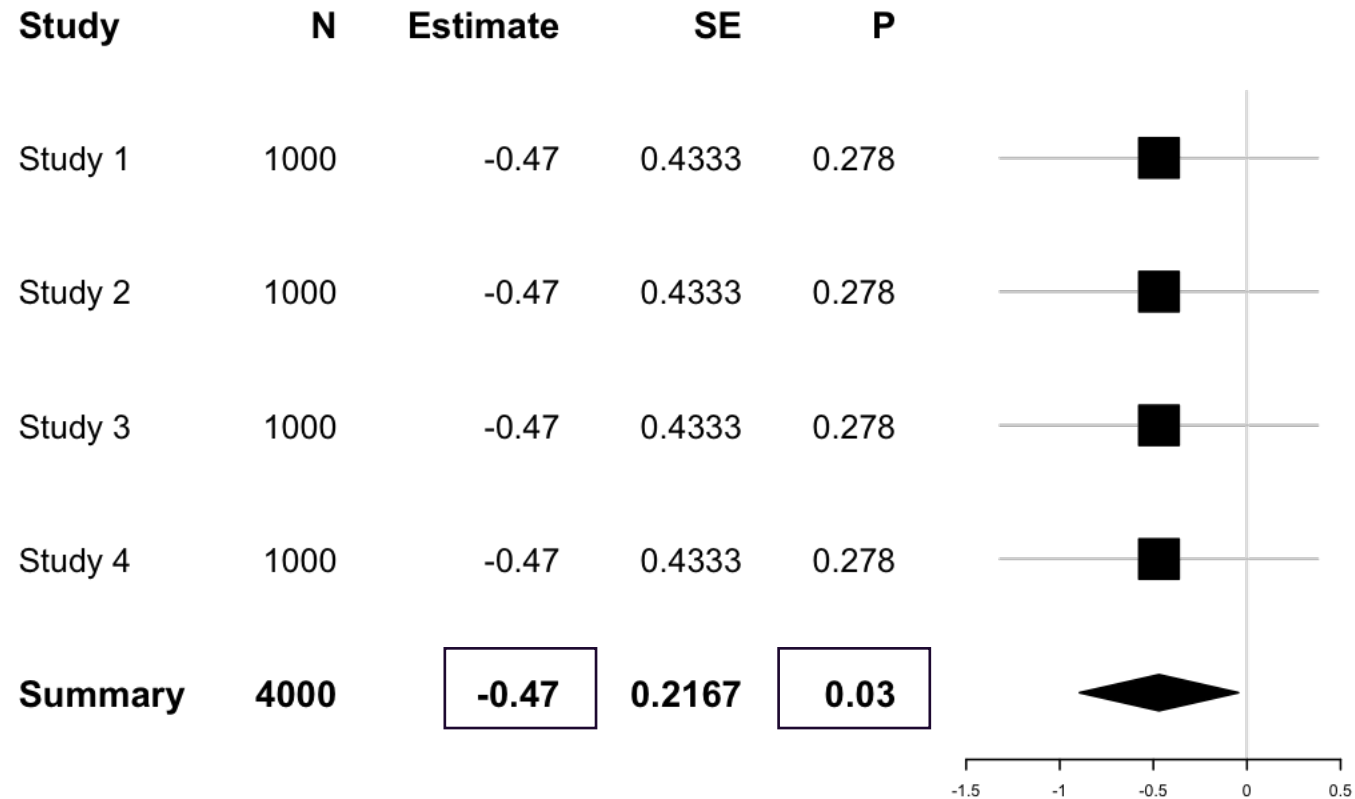 Study N Estimate SE P
Study 1 1000 -0.47 0.4333 0.278
Study 2 1000 -0.47 0.4333 0.278
Study 3 1000 -0.47 0.4333 0.278
Study 4 1000 -0.47 0.4333 0.278
Summary 4000 -0.47 0.2167 0.03
-1.5 -1 -0.5 0 0.5